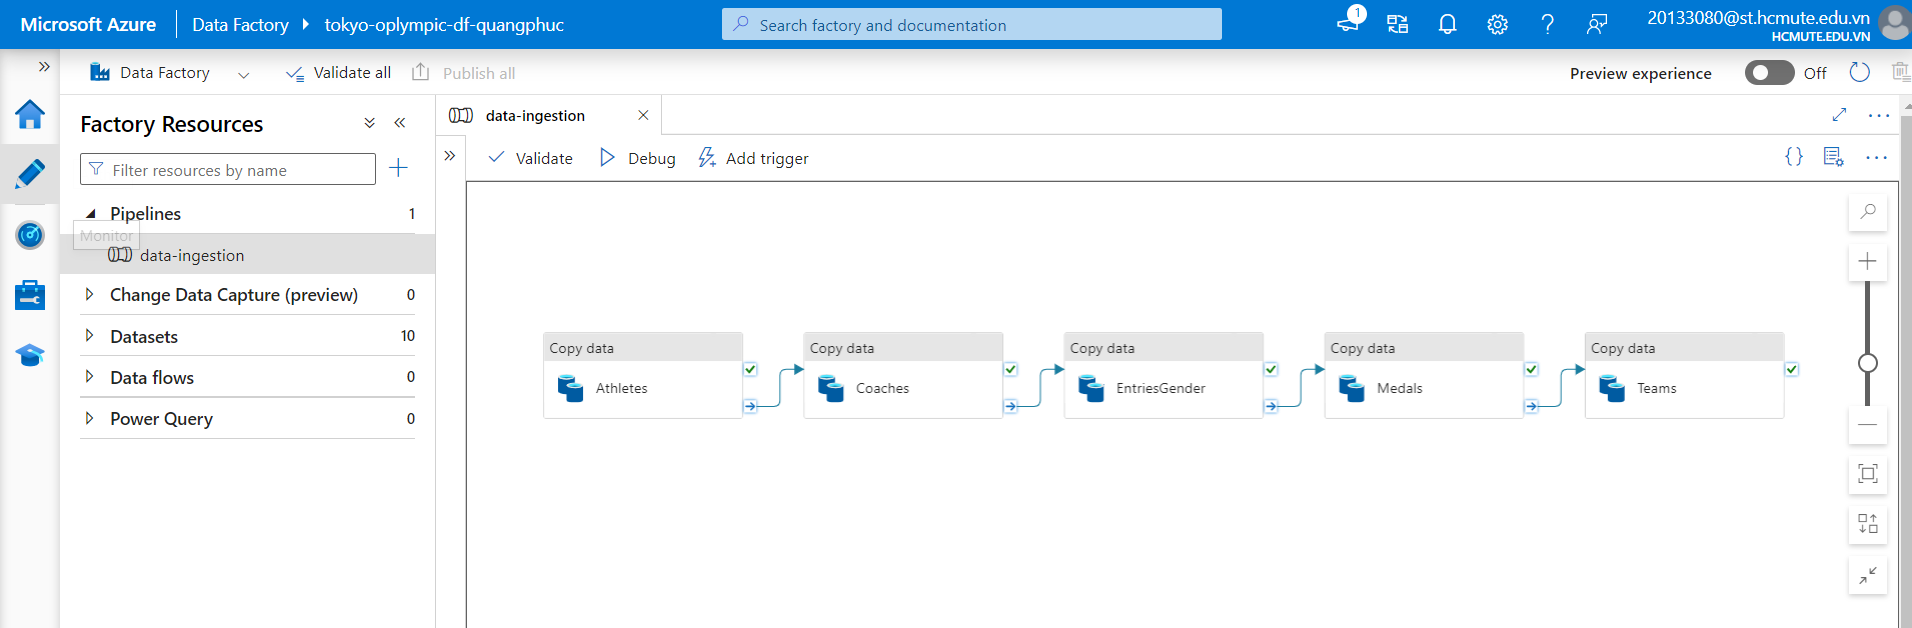 Microsoft Azure
Data Factory
tokyo-oplympic-df-quangphuc
Search factory and documentation
1
20133080@st.hcmute.edu.vn
HCMUTE.EDU.VN
Data Factory
Validate all
Publish all
Preview experience
Off
Factory Resources
Filter resources by name
Pipelines
1
Monitor
data-ingestion
Change Data Capture (preview)
0
Datasets
10
Data flows
0
Power Query
0
data-ingestion
Validate
Debug
Add trigger
Copy data
Athletes
Copy data
Coaches
Copy data
EntriesGender
Copy data
Medals
Copy data
Teams